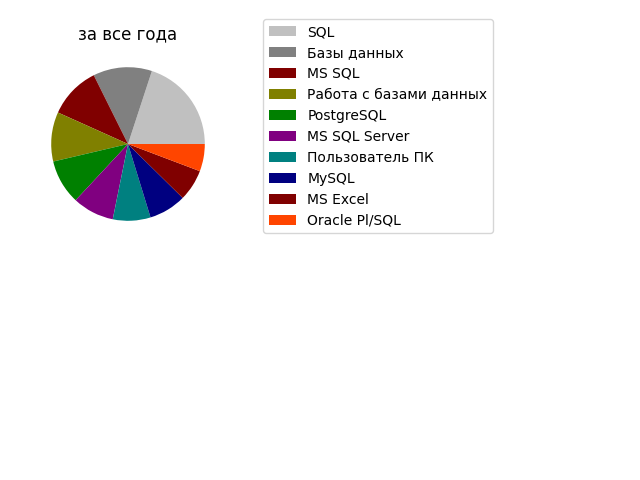 за все года
SQL
Базы данных
MS SQL
Работа с базами данных
PostgreSQL
MS SQL Server
Пользователь ПК
MySQL
MS Excel
Oracle Pl/SQL